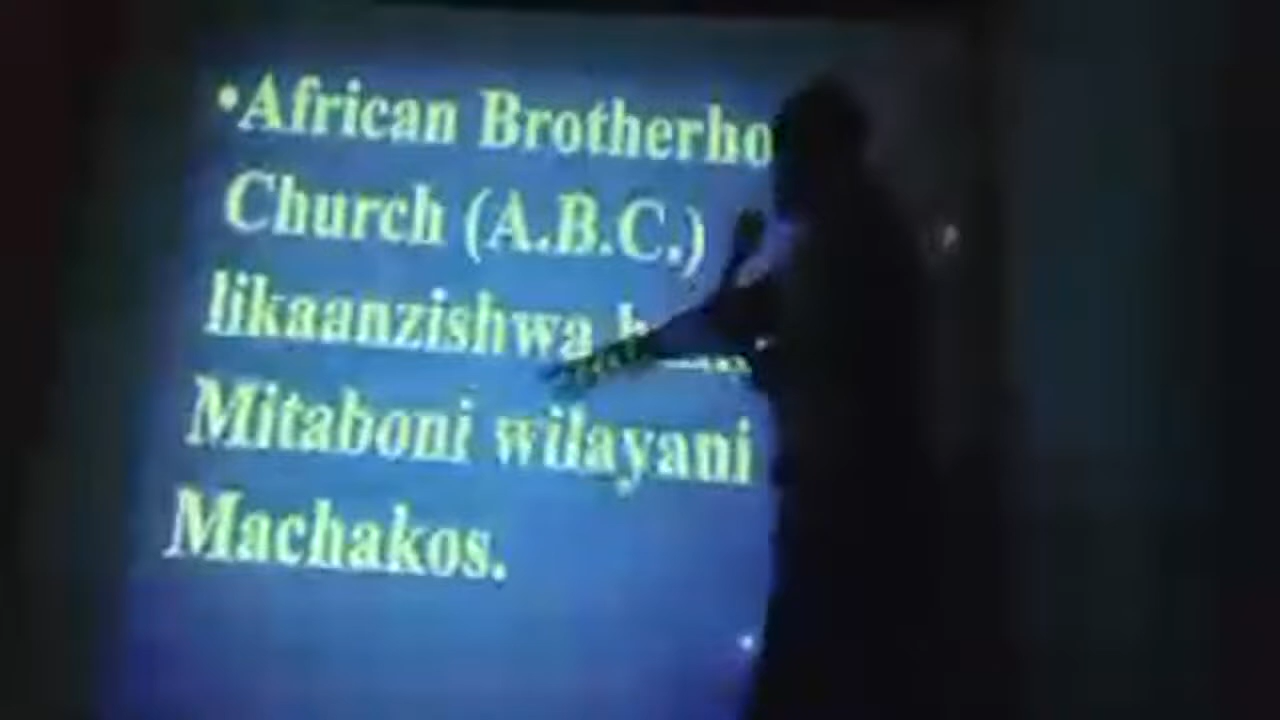 •African Brotherho
Church (A.B.C.)
likaanzishwa
Mitaboni wilayani
Machakos.